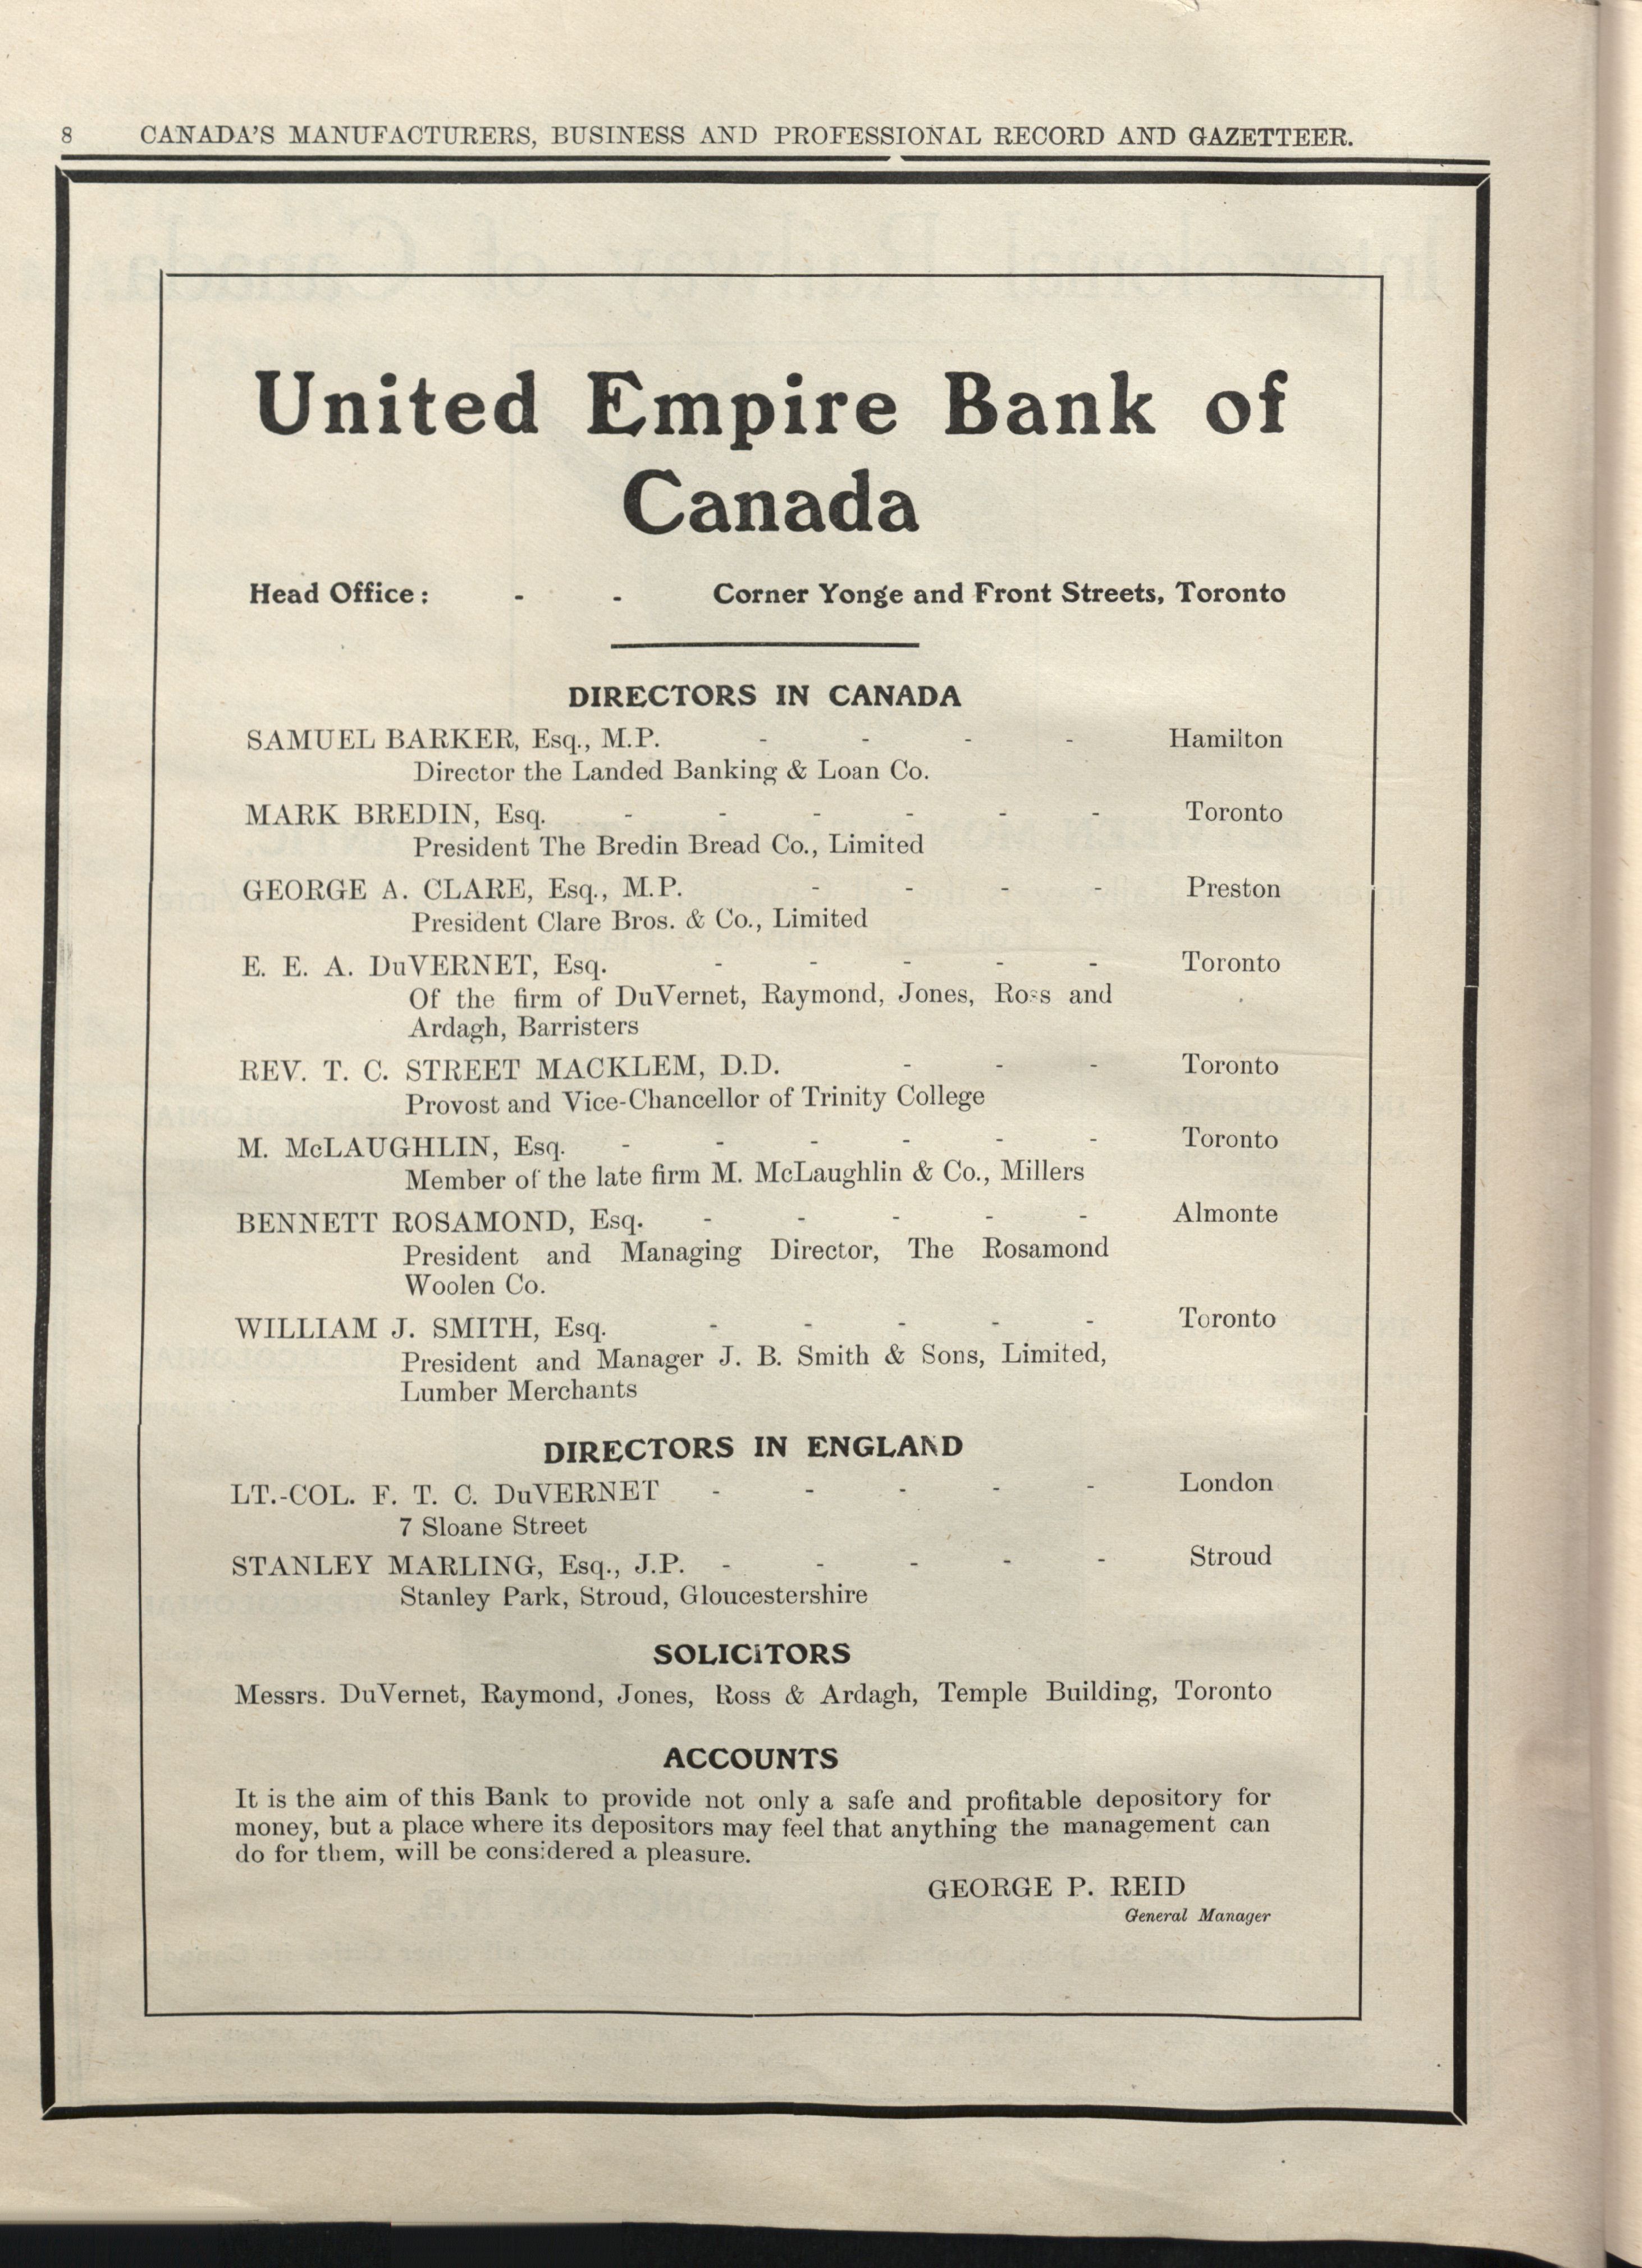 8 CANADA'S MANUFACTURERS, BUSINESS AND PROFESSIONAL RECORD AND GAZETTEER.
United Empire Bank of
Canada
Head Office: - - Corner Yonge and Front Streets, Toronto
DIRECTORS IN CANADA
SAMUEL BARKER, Esq., M.P. - - - - Hamilton
Director the Landed Banking & Loan Co.
MARK BREDIN, Esq. - - - - - - Toronto
President The Bredin Bread Co., Limited
GEORGE A. CLARE, Esq., M.P. - - - - Preston
President Clare Bros. & Co., Limited
E. E. A. DuVERNET, Esq. - - - - - Toronto
Of the firm of DuVernet, Raymond, Jones, Ross and
Ardagh, Barristers
REV. T. C. STREET MACKLEM, D.D. - - - Toronto
Provost and Vice-Chancellor of Trinity College
M. McLAUGHLIN, Esq. - - - - - - Toronto
Member of the late firm M. McLaughlin & Co., Millers
BENNETT ROSAMOND, Esq. - - - - - Almonte
President and Managing Director, The Rosamond
Woolen Co.
WILLIAM J. SMITH, Esq. - - - - - Toronto
President and Manager J. B. Smith & Sons, Limited,
Lumber Merchants
DIRECTORS IN ENGLAND
LT.-COL. F. T. C. DuVERNET - - - - - London
7 Sloane Street
STANLEY MARLING, Esq., J.P. - - - - - Stroud
Stanley Park, Stroud, Gloucestershire
SOLICITORS
Messrs. DuVernet, Raymond, Jones, Ross & Ardagh, Temple Building, Toronto
ACCOUNTS
It is the aim of this Bank to provide not only a safe and profitable depository for
money, but a place where its depositors may feel that anything the management can
do for them, will be considered a pleasure.
GEORGE P. REID
General Manager